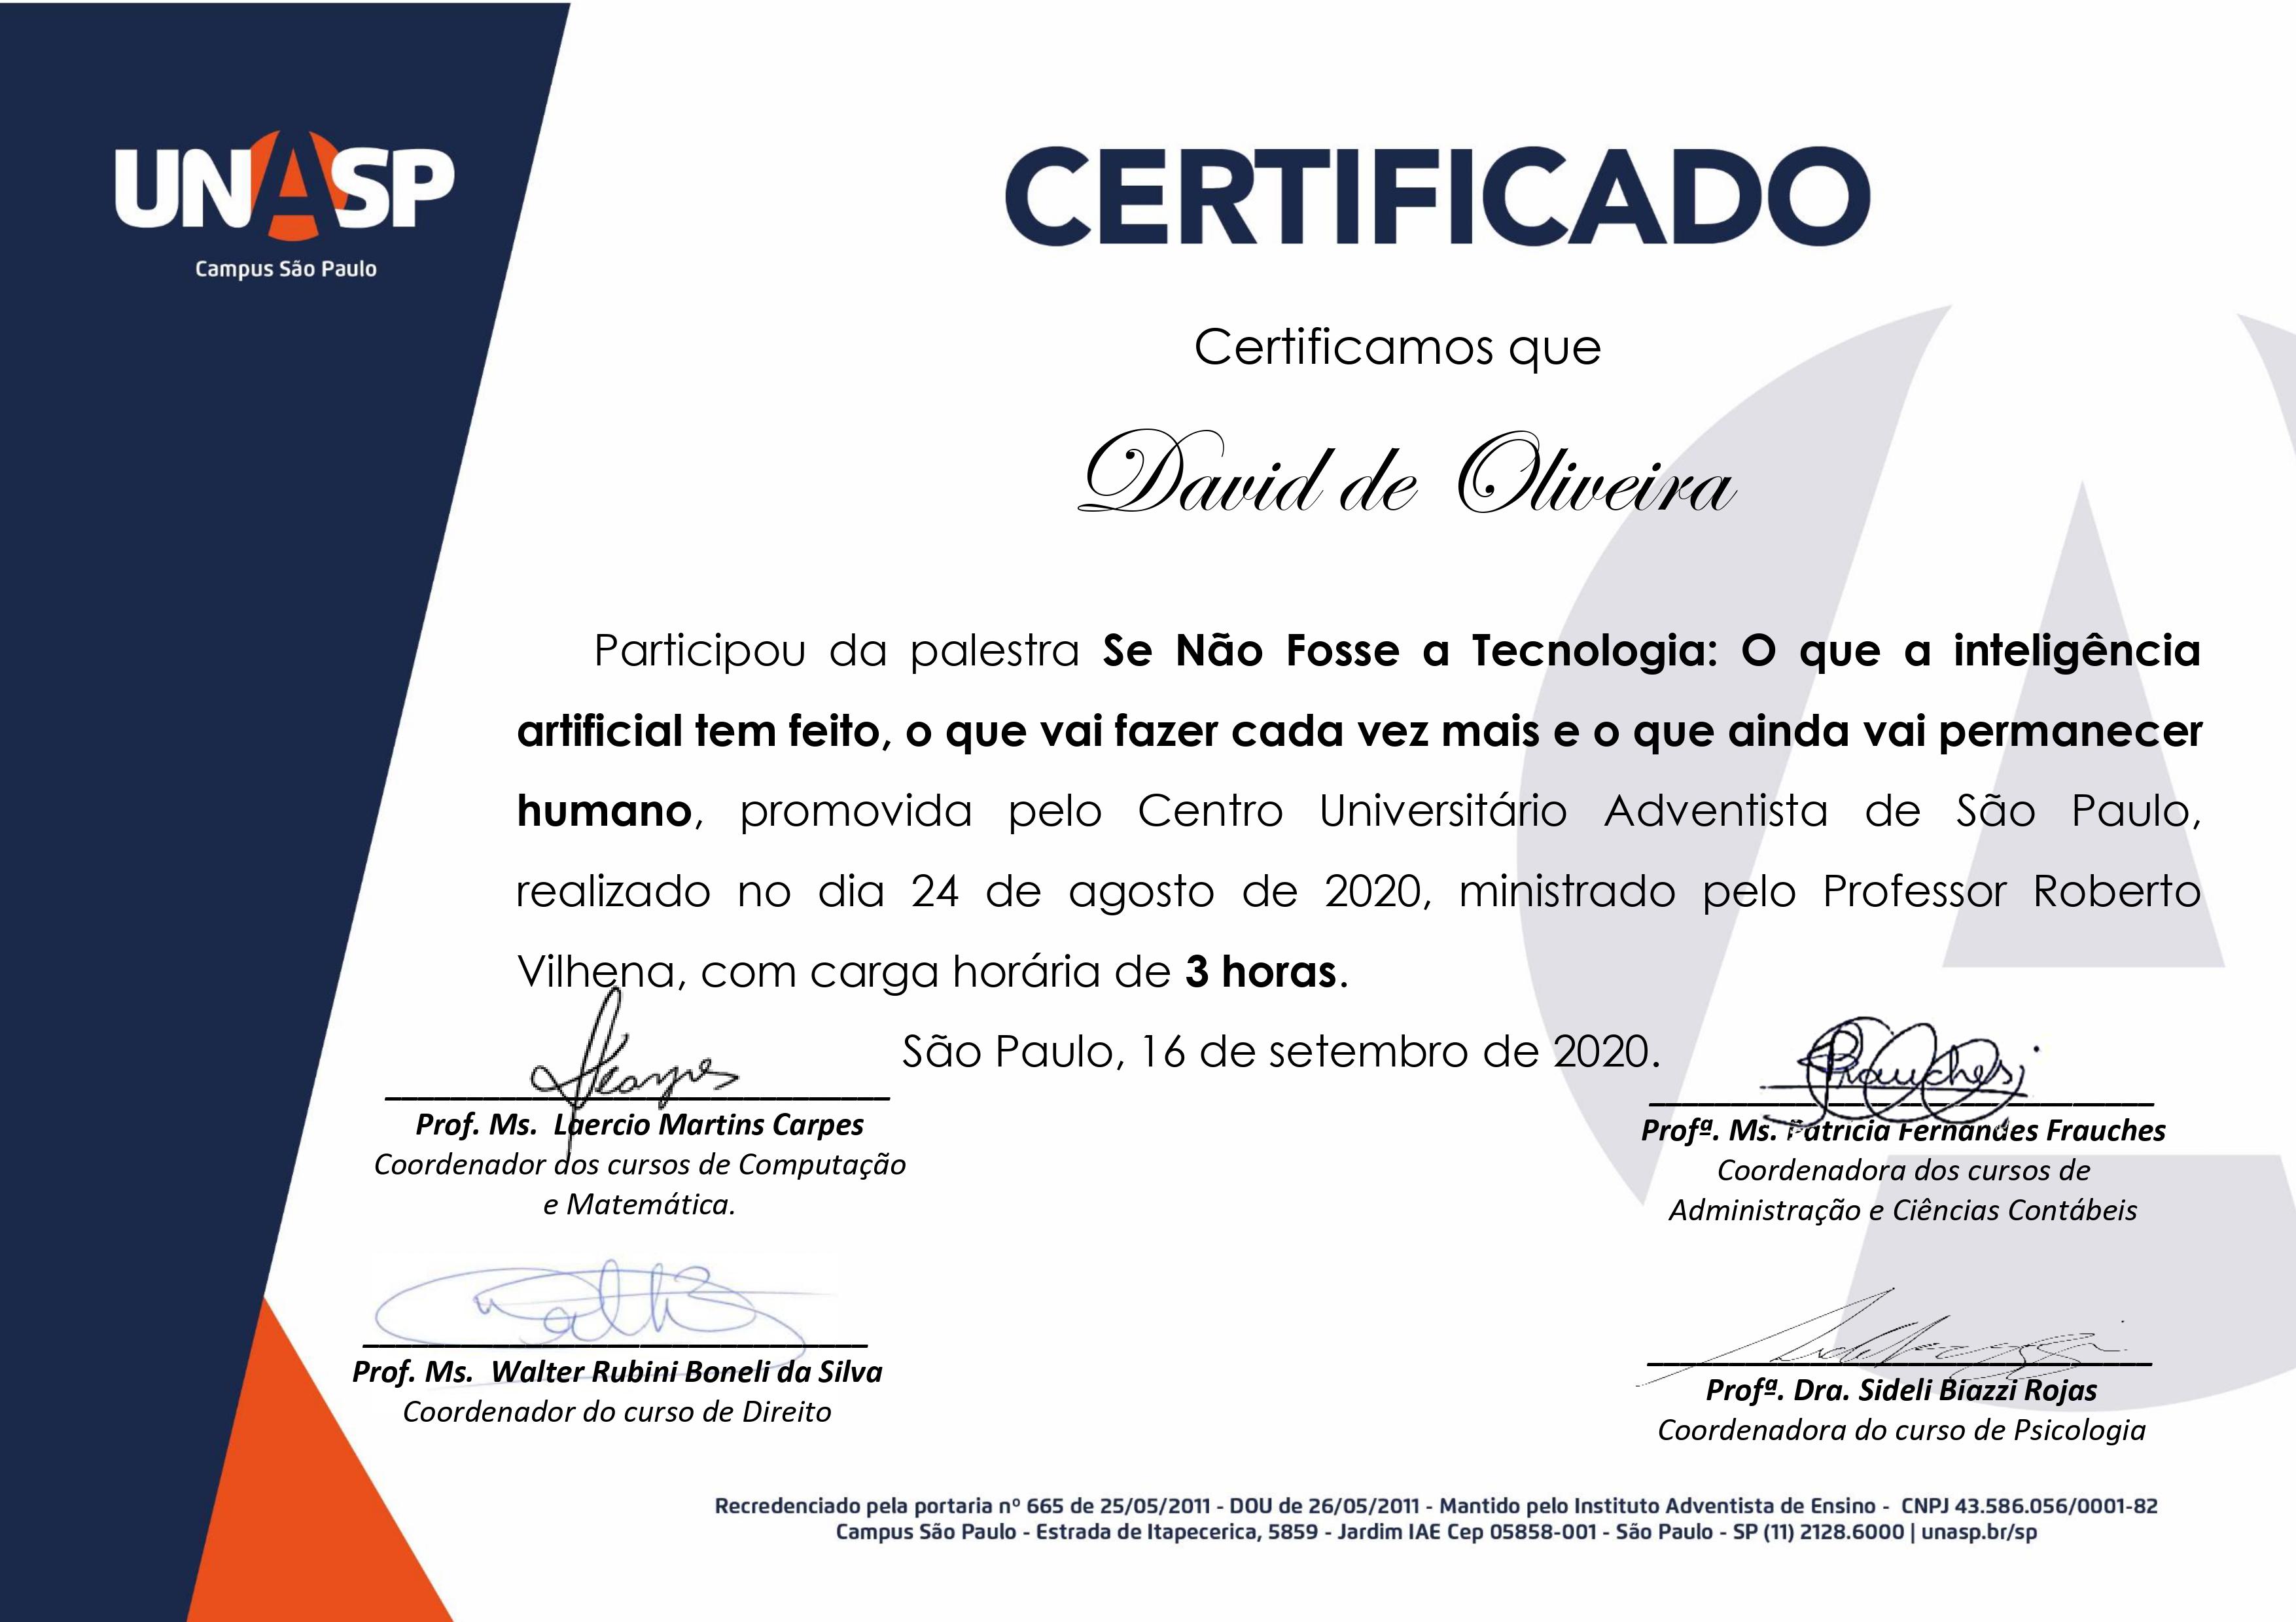 UNASP
Campus São Paulo
CERTIFICADO
Certificamos que
David de Oliveira
Participou da palestra Se Não Fosse a Tecnologia: O que a inteligência
artificial tem feito, o que vai fazer cada vez mais e o que ainda vai permanecer
humano, promovida pelo Centro Universitário Adventista de São Paulo,
realizado no dia 24 de agosto de 2020, ministrado pelo Professor Roberto
Vilhena, com carga horária de 3 horas.
São Paulo, 16 de setembro de 2020.
Prof. Ms. Laercio Martins Carpes
Coordenador dos cursos de Computação
e Matemática.
Frauches
Profª. Ms. Patricia Fernandes Frauches
Coordenadora dos cursos de
Administração e Ciências Contábeis
Prof. Ms. Walter Rubini Boneli da Silva
Coordenador do curso de Direito
Profª. Dra. Sideli Biazzi Rojas
Coordenadora do curso de Psicologia
Recredenciado pela portaria nº 665 de 25/05/2011 - DOU de 26/05/2011 - Mantido pelo Instituto Adventista de Ensino - CNPJ 43.586.056/0001-82
Campus São Paulo - Estrada de Itapecerica, 5859 - Jardim IAE Cep 05858-001 - São Paulo - SP (11) 2128.6000 | unasp.br/sp